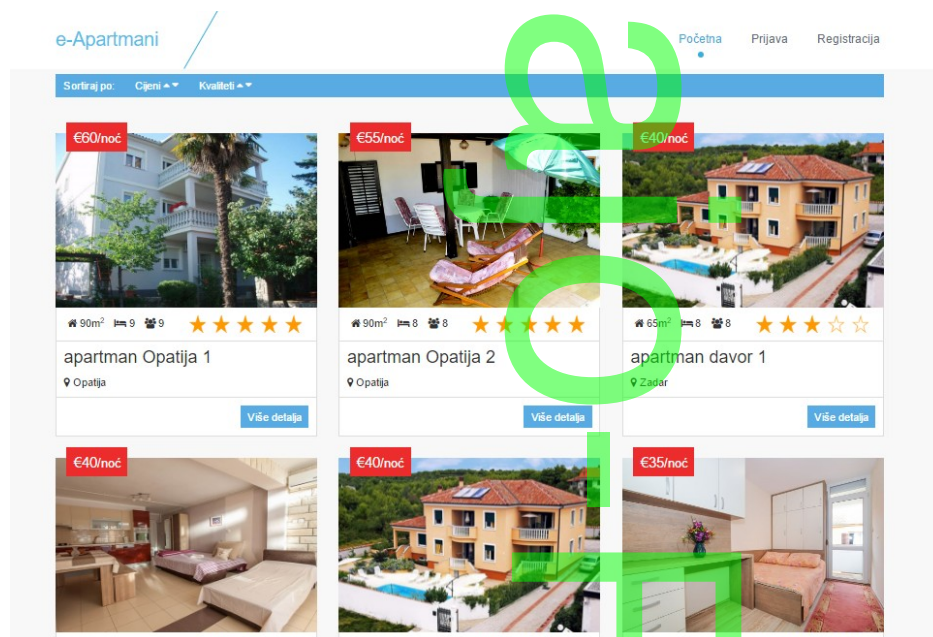 e-Apartmani
Početna Prijava Registracija
Sortiraj po: Cijeni Kvaliteti
€60/noć €55/noć €40/noć
90m² 9 9 90m² 8 8 65m² 8 8
apartman Opatija 1 apartman Opatija 2 apartman davor 1
Opatija Opatija Zadar
Više detalja Više detalja Više detalja
€40/noć €40/noć €35/noć